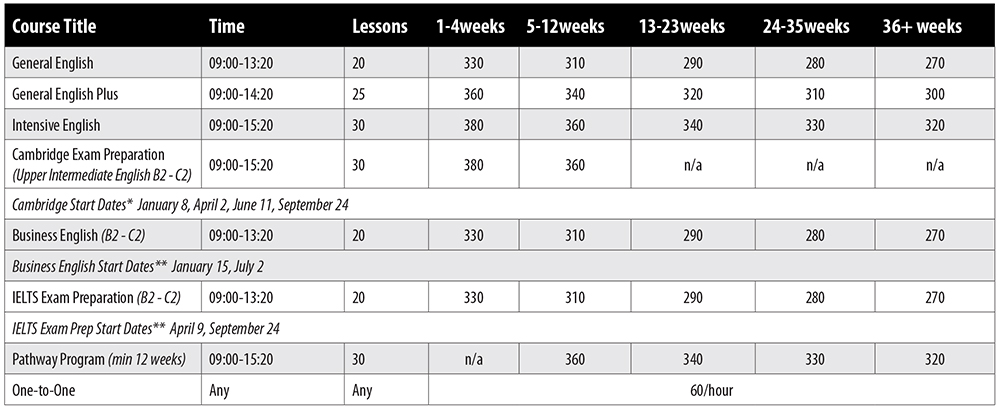 Course Title Time Lessons 1-4weeks 5-12weeks 13-23weeks 24-35weeks 36+ weeks
General English 09:00-13:20 20 330 310 290 280 270
General English Plus 09:00-14:20 25 360 340 320 310 300
Intensive English 09:00-15:20 30 380 360 340 330 320
Cambridge Exam Preparation
(Upper Intermediate English B2 - C2) 09:00-15:20 30 380 360 n/a n/a n/a
Cambridge Start Dates* January 8, April 2, June 11, September 24
Business English (B2 - C2) 09:00-13:20 20 330 310 290 280 270
Business English Start Dates** January 15, July 2
IELTS Exam Preparation (B2 - C2) 09:00-13:20 20 330 310 290 280 270
IELTS Exam Prep Start Dates** April 9, September 24
Pathway Program (min 12 weeks) 09:00-15:20 30 n/a 360 340 330 320
One-to-One Any Any 60/hour